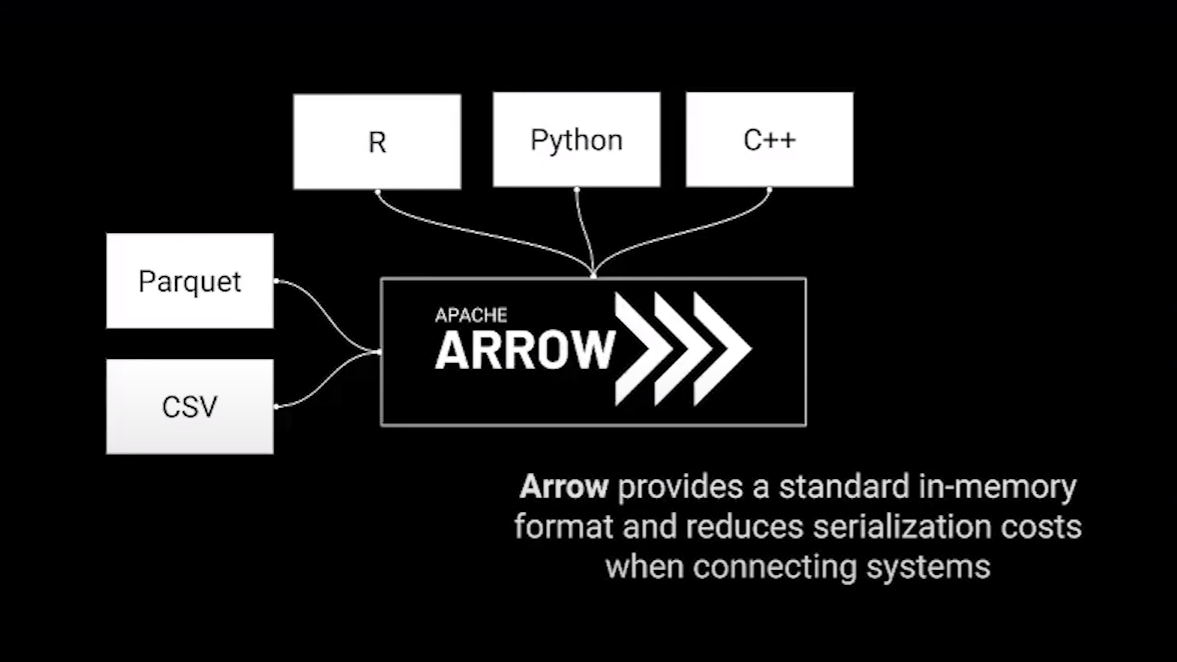 R
Python
C++
Parquet
CSV
APACHE
ARROW
Arrow provides a standard in-memory
format and reduces serialization costs
when connecting systems